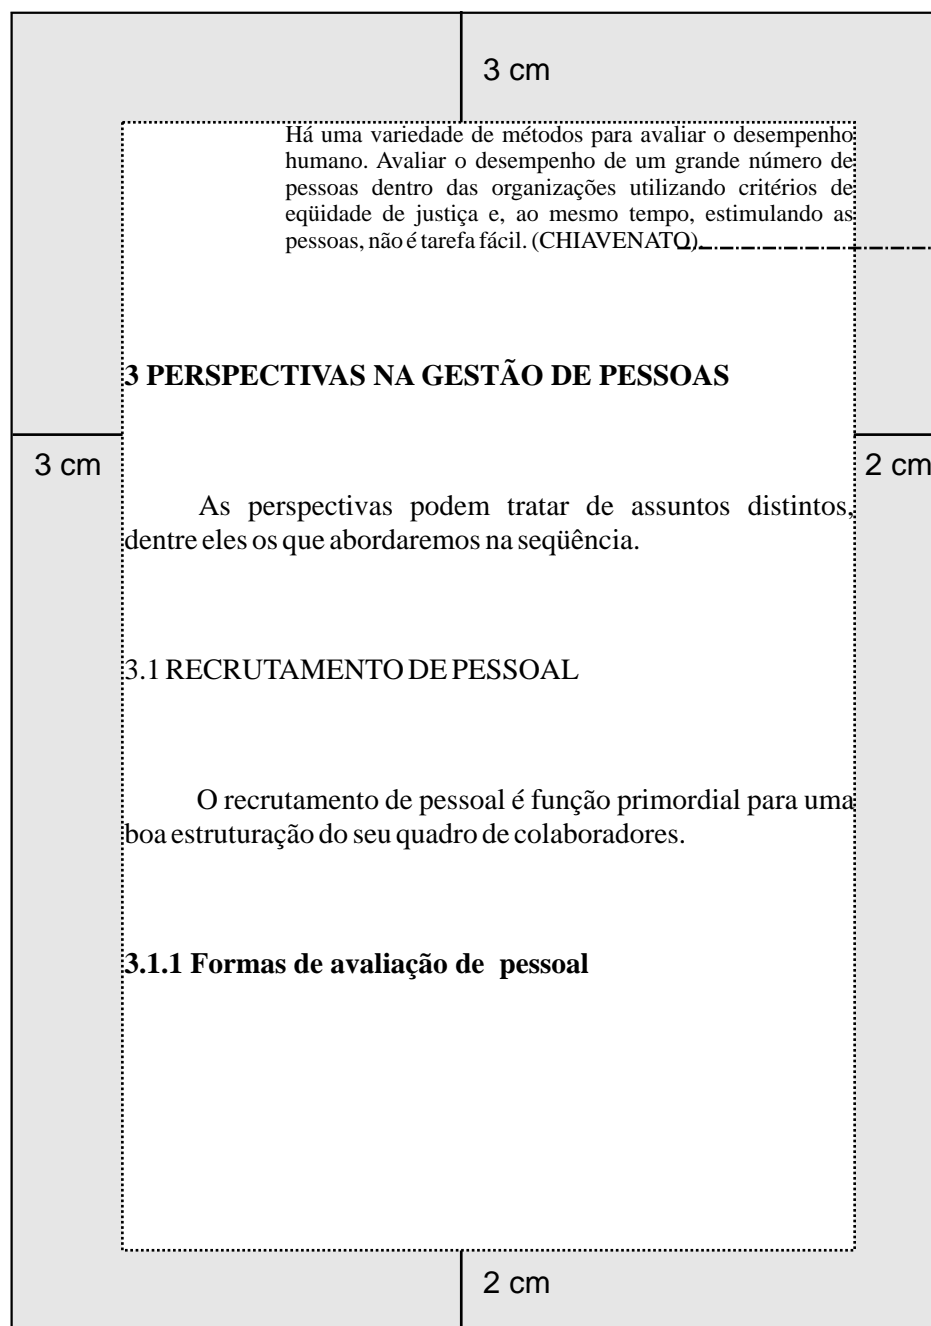 3 cm
Há uma variedade de métodos para avaliar o desempenho
humano. Avaliar o desempenho de um grande número de
pessoas dentro das organizações utilizando critérios de
eqüidade de justiça e, ao mesmo tempo, estimulando as
pessoas, não é tarefa fácil. (CHIAVENATO).
3 PERSPECTIVAS NA GESTÃO DE PESSOAS
3 cm
2 cm
As perspectivas podem tratar de assuntos distintos,
dentre eles os que abordaremos na seqüência.
3.1 RECRUTAMENTO DE PESSOAL
O recrutamento de pessoal é função primordial para uma
boa estruturação do seu quadro de colaboradores.
3.1.1 Formas de avaliação de pessoal
2 cm